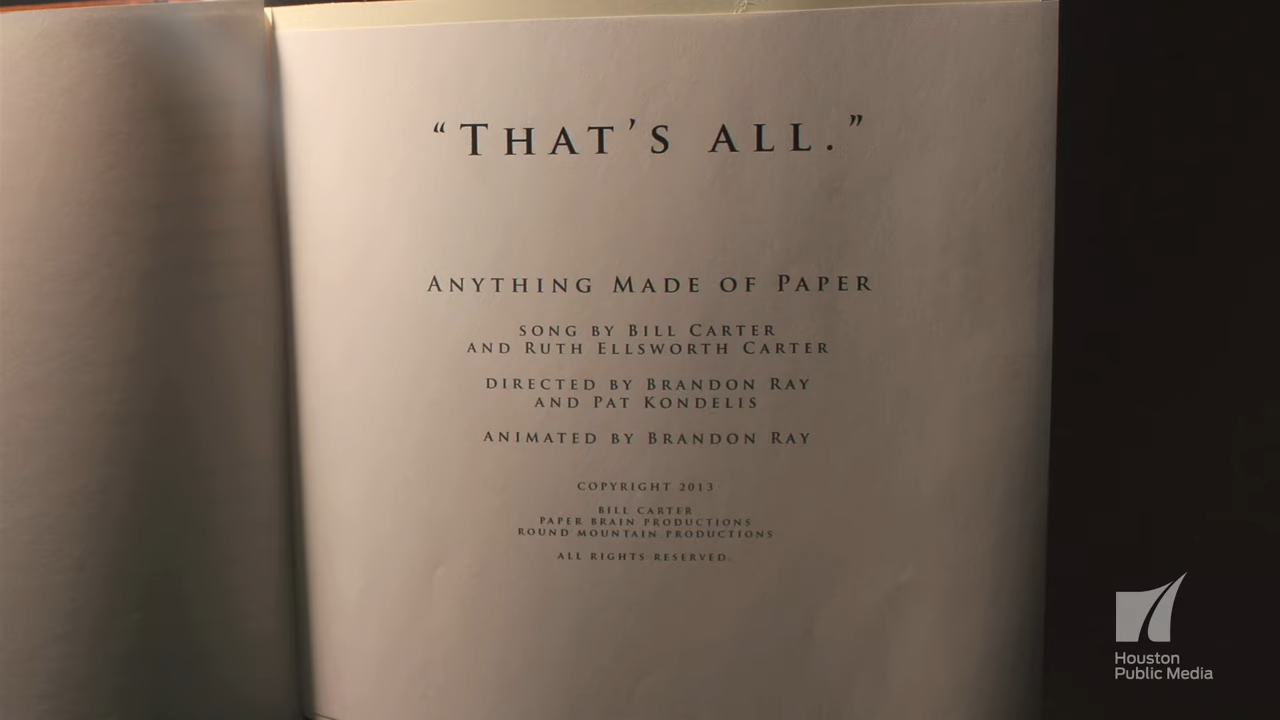 “THAT’S ALL.”
ANYTHING MADE OF PAPER
SONG BY BILL CARTER
AND RUTH ELLSWORTH CARTER
DIRECTED BY BRANDON RAY
AND PAT KONDELIS
ANIMATED BY BRANDON RAY
COPYRIGHT 2013
BILL CARTER
PAPER BRAIN PRODUCTIONS
ROUND MOUNTAIN PRODUCTIONS
ALL RIGHTS RESERVED.
Houston
Public Media